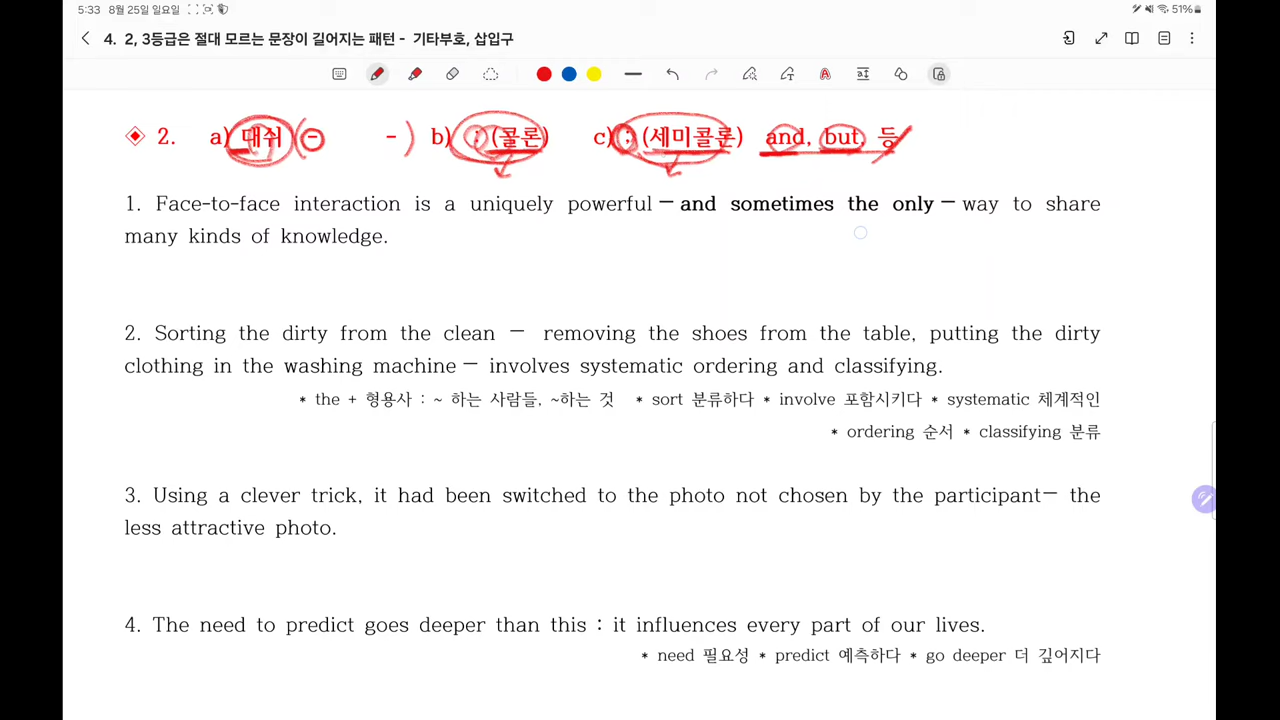 5:33 8월 25일 일요일 51%
4. 2, 3등급은 절대 모르는 문장이 길어지는 패턴 - 기타부호, 삽입구
◈ 2. a) 대쉬 (- -) b) : (콜론) c) ; (세미콜론) and, but, 등
1. Face-to-face interaction is a uniquely powerful — and sometimes the only — way to share
many kinds of knowledge.
2. Sorting the dirty from the clean — removing the shoes from the table, putting the dirty
clothing in the washing machine — involves systematic ordering and classifying.
* the + 형용사 : ~ 하는 사람들, ~하는 것 * sort 분류하다 * involve 포함시키다 * systematic 체계적인
* ordering 순서 * classifying 분류
3. Using a clever trick, it had been switched to the photo not chosen by the participant— the
less attractive photo.
4. The need to predict goes deeper than this : it influences every part of our lives.
* need 필요성 * predict 예측하다 * go deeper 더 깊어지다